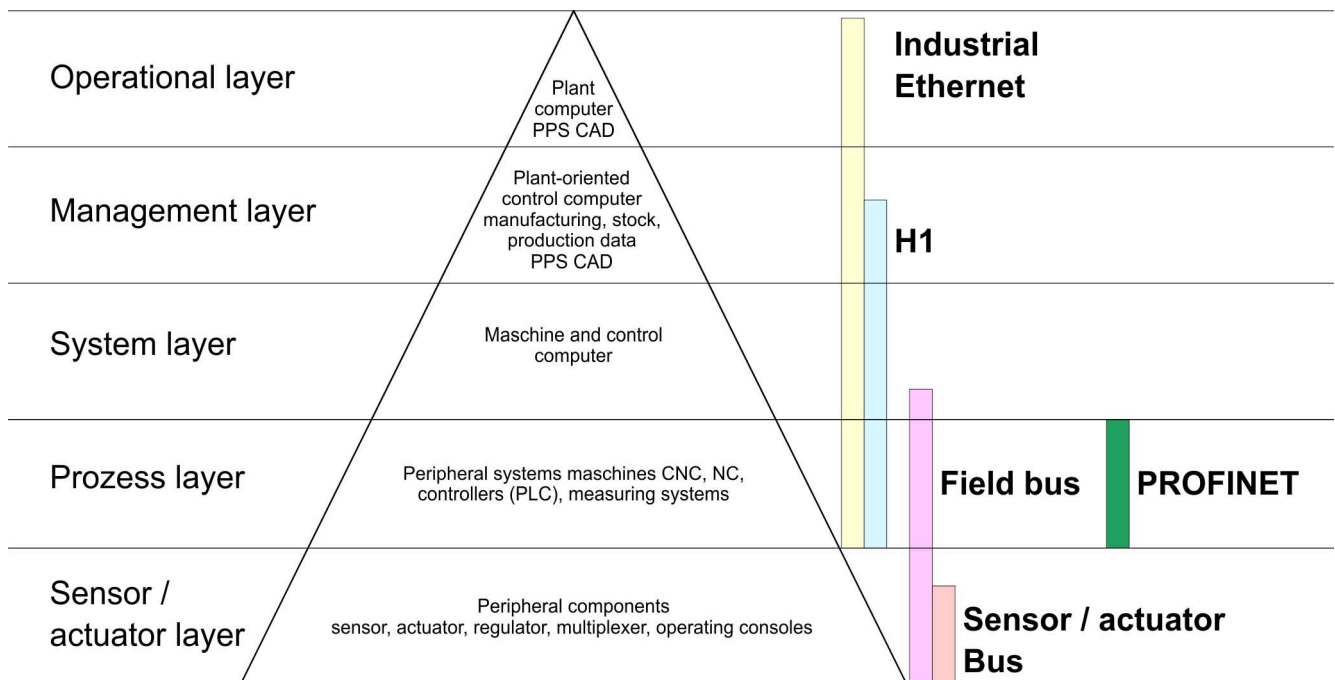 Operational layer
Plant
computer
PPS CAD
Industrial
Ethernet
Management layer
Plant-oriented
control computer
manufacturing, stock,
production data
PPS CAD
H1
System layer
Maschine and control
computer
Prozess layer
Peripheral systems maschines CNC, NC,
controllers (PLC), measuring systems
Field bus
PROFINET
Sensor /
actuator layer
Peripheral components
sensor, actuator, regulator, multiplexer, operating consoles
Sensor / actuator
Bus